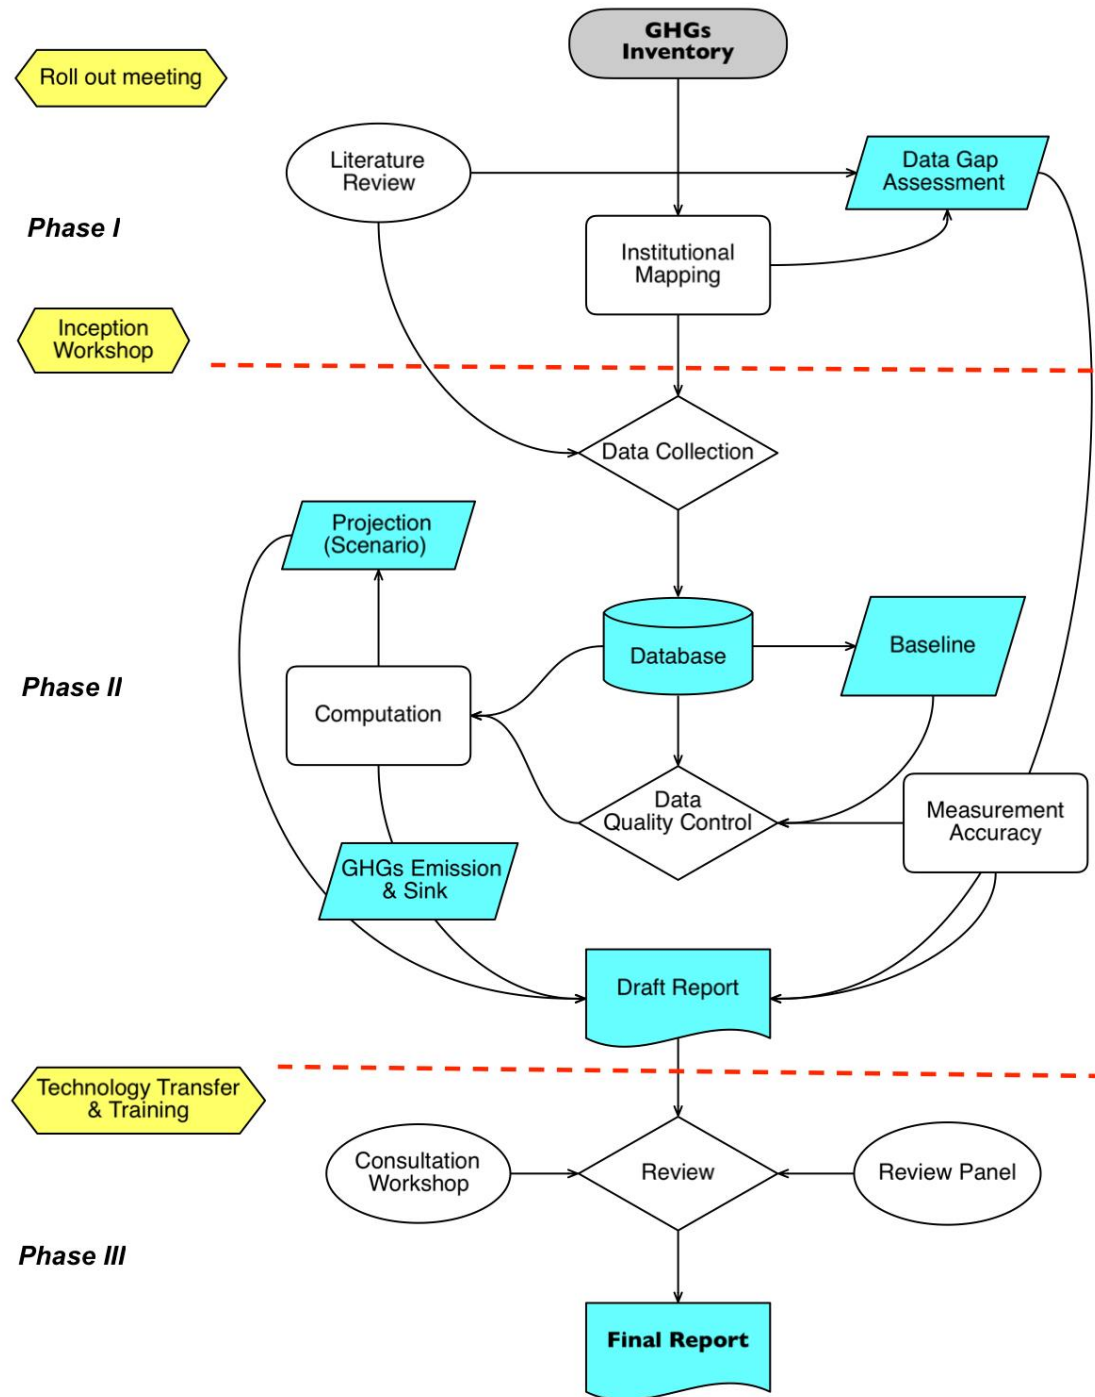 GHGs
Inventory
Roll out meeting
Literature
Review
Data Gap
Assessment
Phase I
Institutional
Mapping
Inception
Workshop
Data Collection
Projection
(Scenario)
Database
Baseline
Phase II
Computation
Data
Quality Control
Measurement
Accuracy
GHGs Emission
& Sink
Draft Report
Technology Transfer
& Training
Consultation
Workshop
Review
Review Panel
Phase III
Final Report